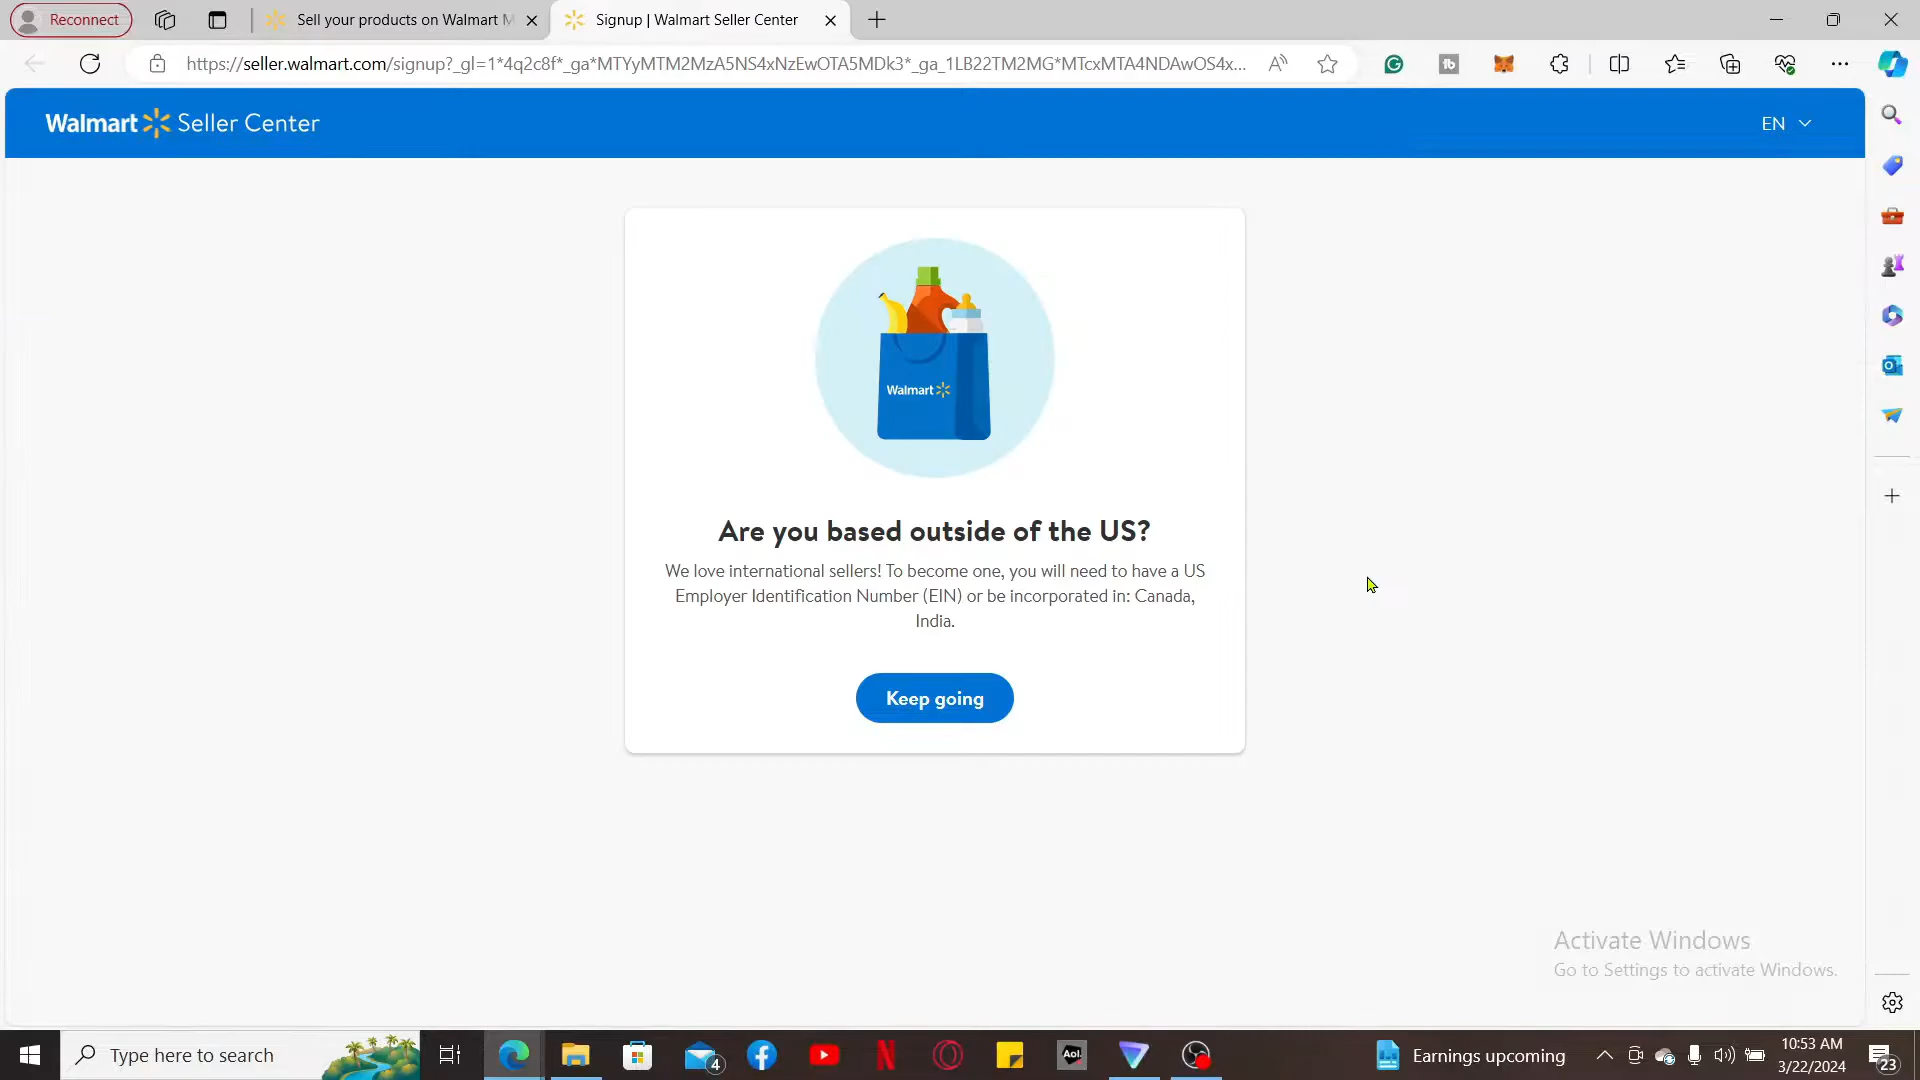 Reconnect
Sell your products on Walmart M
Signup | Walmart Seller Center
https://seller.walmart.com/signup?_gl=1*4q2c8f*_ga*MTYyMTM2MzA5NS4xNzEwOTA5MDk3*_ga_1LB22TM2MG*MTcxMTA4NDAwOS4x...
Walmart Seller Center
EN
Walmart
Are you based outside of the US?
We love international sellers! To become one, you will need to have a US
Employer Identification Number (EIN) or be incorporated in: Canada,
India.
Keep going
Activate Windows
Go to Settings to activate Windows.
Type here to search
4
Aol.
Earnings upcoming
10:53 AM
3/22/2024
23